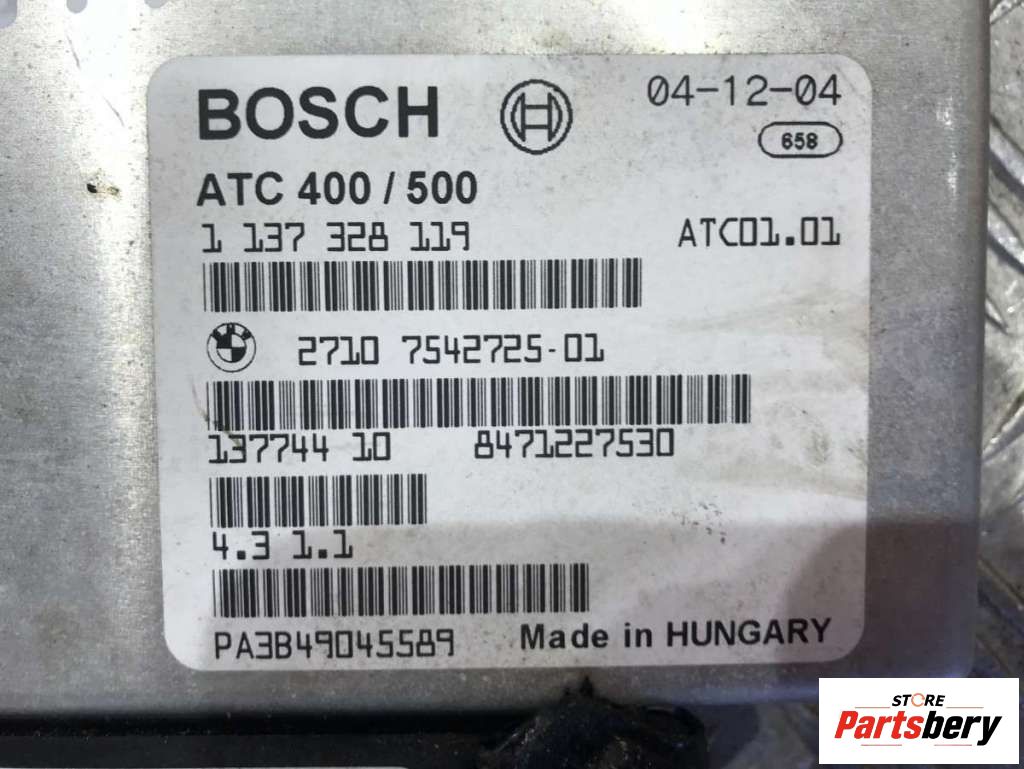 BOSCH 04-12-04
658
ATC 400 / 500
1 137 328 119 ATC01.01
2710 7542725-01
137744 10 8471227530
4.3 1.1
PA3B49045589 Made in HUNGARY
STORE
Partsbery